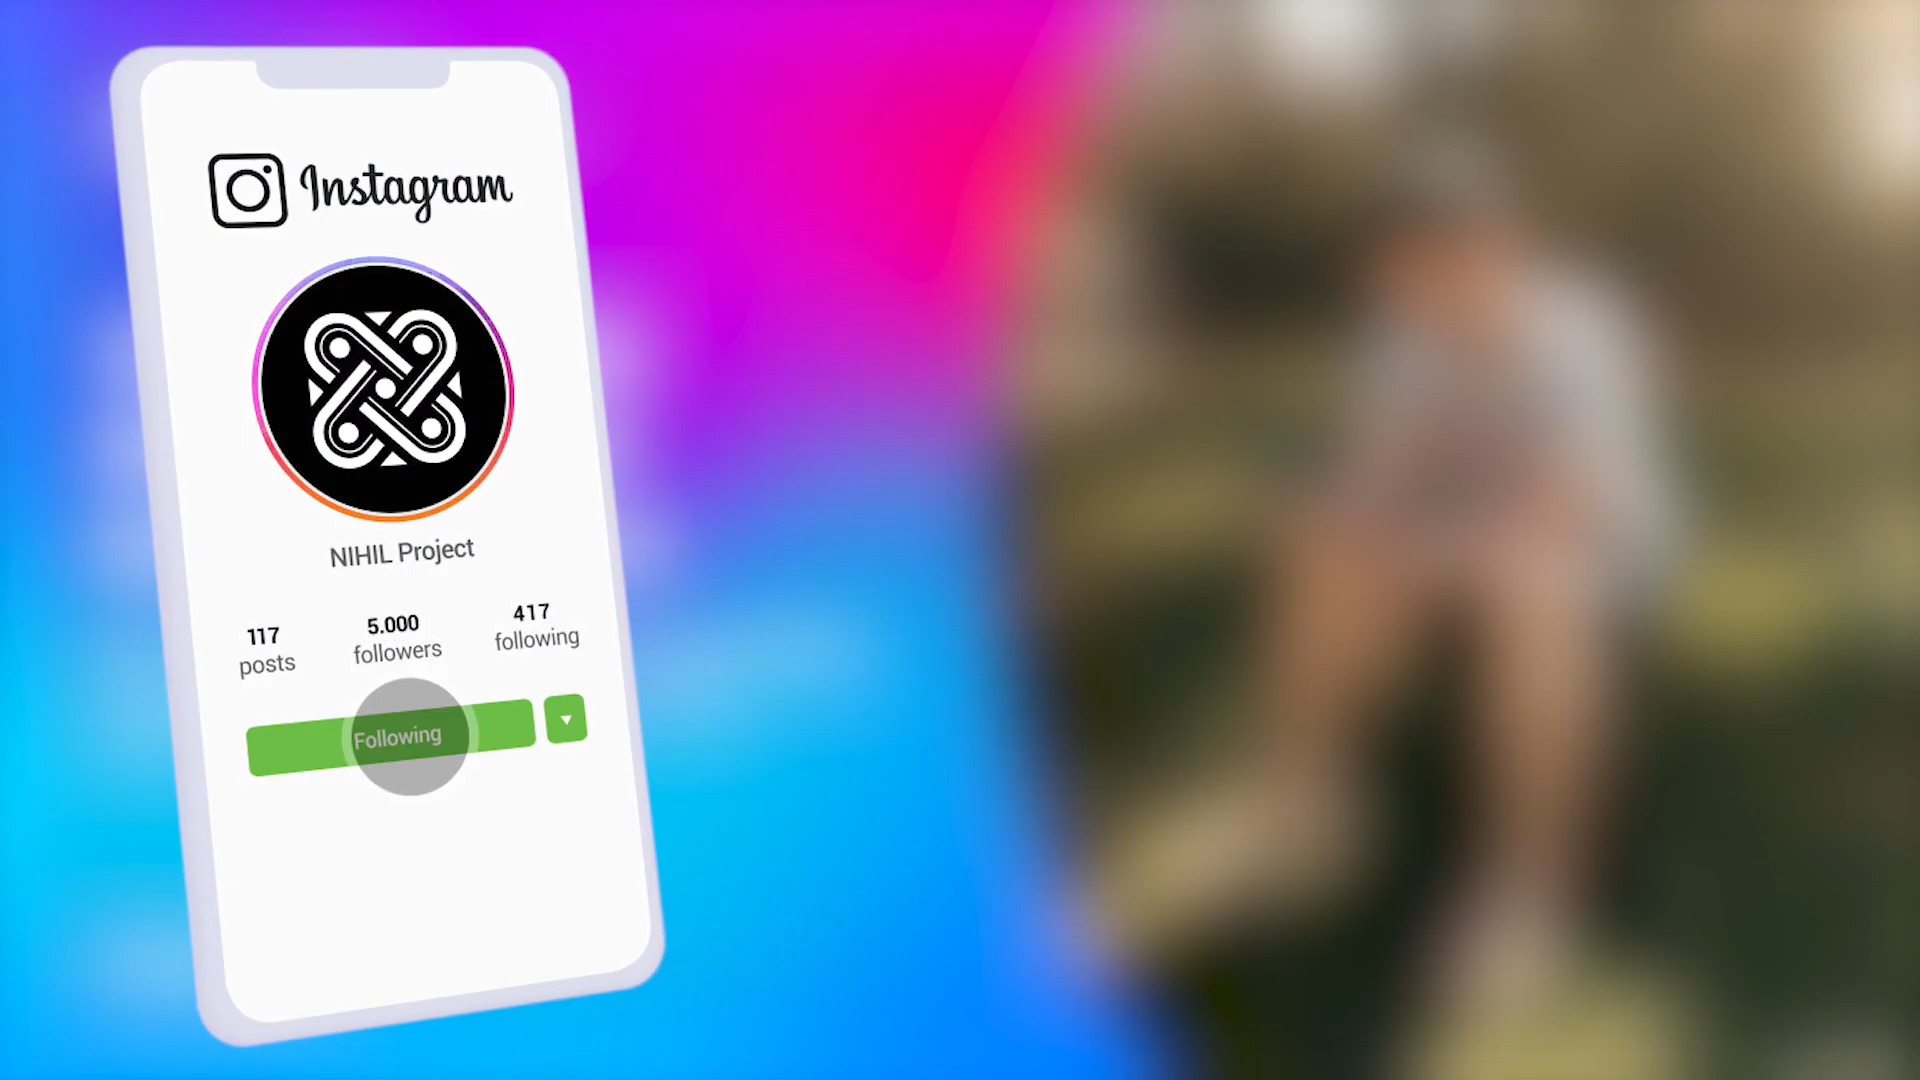 Instagram
NIHIL Project
117 5.000 417
posts followers following
Following